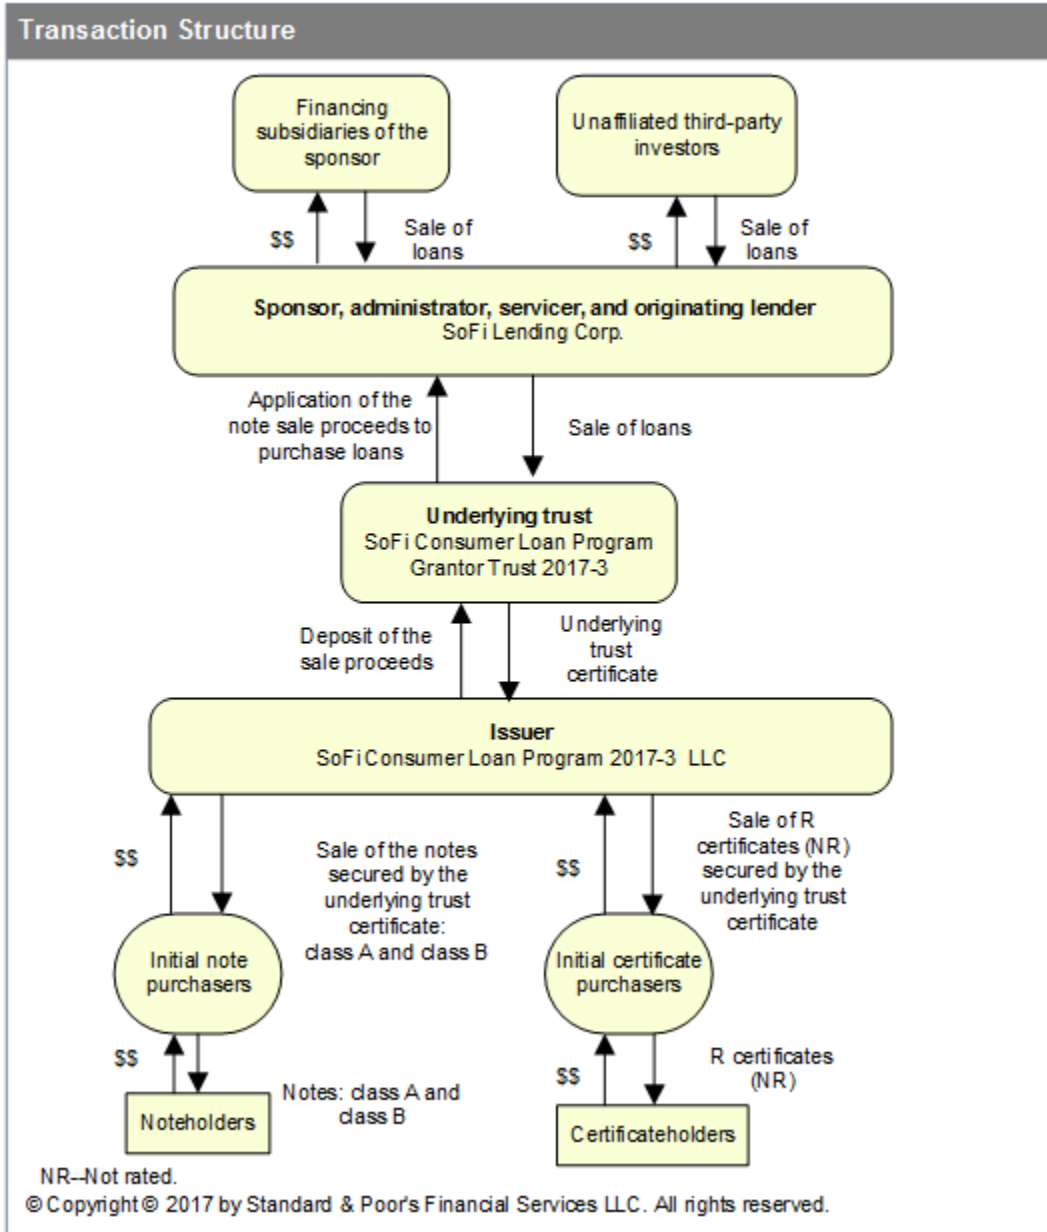 Transaction Structure
Financing
subsidiaries of the
sponsor
Unaffiliated third-party
investors
$$
Sale of
loans
$$
Sale of
loans
Sponsor, administrator, servicer, and originating lender
SoFi Lending Corp.
Application of the
note sale proceeds to
purchase loans
Sale of loans
Underlying trust
SoFi Consumer Loan Program
Grantor Trust 2017-3
Deposit of the
sale proceeds
Underlying
trust
certificate
Issuer
SoFi Consumer Loan Program 2017-3 LLC
$$
Sale of the notes
secured by the
underlying trust
certificate:
class A and class B
$$
Sale of R
certificates (NR)
secured by the
underlying trust
certificate
Initial note
purchasers
Initial certificate
purchasers
$$
Notes: class A and
class B
$$
R certificates
(NR)
Noteholders
Certificateholders
NR--Not rated.
© Copyright © 2017 by Standard & Poor's Financial Services LLC. All rights reserved.